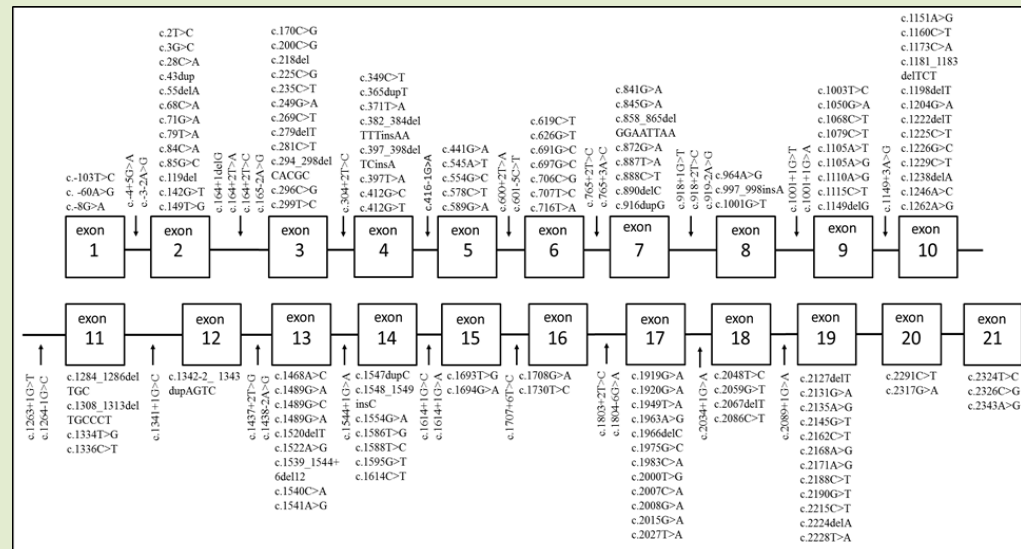 c.-103T>C
c. -60A>G
c.-8G>A
c.-4+5G>A
c.-3-2A>G
c.2T>C
c.3G>C
c.28C>A
c.43dup
c.55delA
c.68C>A
c.71G>A
c.79T>A
c.84C>A
c.85G>C
c.119del
c.142G>T
c.149T>G
c.164+1delG
c.164+2T>A
c.164+2T>C
c.165-2A>G
c.170C>G
c.200C>G
c.218del
c.225C>G
c.235C>T
c.249G>A
c.269C>T
c.279delT
c.281C>T
c.294_298del
CACGC
c.296C>G
c.299T>C
c.304+2T>C
c.349C>T
c.365dupT
c.371T>A
c.382_384del
TTTinsAA
c.397_398del
TCinsA
c.397T>A
c.412G>C
c.412G>T
c.416-1G>A
c.441G>A
c.545A>T
c.554G>C
c.578C>T
c.589G>A
c.600+2T>A
c.601-5C>T
c.619C>T
c.626G>T
c.691G>C
c.697G>C
c.706C>G
c.707T>C
c.716T>A
c.765+2T>C
c.765+3A>C
c.841G>A
c.845G>A
c.858_865del
GGAATTAA
c.872G>A
c.887T>A
c.888C>T
c.890delC
c.916dupG
c.918+1G>T
c.918+2T>C
c.919-2A>G
c.964A>G
c.997_998insA
c.1001G>T
c.1001+1G>T
c.1001+1G>A
c.1003T>C
c.1050G>A
c.1068C>T
c.1079C>T
c.1105A>T
c.1105A>G
c.1110A>G
c.1115C>T
c.1149delG
c.1149+3A>G
c.1151A>G
c.1160C>T
c.1173C>A
c.1181_1183
delTCT
c.1198delT
c.1204G>A
c.1222delT
c.1225C>T
c.1226G>C
c.1229C>T
c.1238delA
c.1246A>C
c.1262A>G
exon
1
exon
2
exon
3
exon
4
exon
5
exon
6
exon
7
exon
8
exon
9
exon
10
exon
11
exon
12
exon
13
exon
14
exon
15
exon
16
exon
17
exon
18
exon
19
exon
20
exon
21
c.1263+1G>T
c.1264-1G>C
c.1284_1286del
TGC
c.1308_1313del
TGCCCT
c.1334T>G
c.1336C>T
c.1341+1G>C
c.1342-2_ 1343
dupAGTC
c.1437+2T>G
c.1438-2A>G
c.1468A>C
c.1489G>A
c.1489G>C
c.1491G>A
c.1520delT
c.1522A>G
c.1539_1544+
6del12
c.1540C>A
c.1541A>G
c.1544+1G>A
c.1547dupC
c.1548_1549
insC
c.1554G>A
c.1586T>G
c.1588T>C
c.1595G>T
c.1614C>T
c.1614+1G>C
c.1614+1G>A
c.1693T>G
c.1694G>A
c.1707+6T>C
c.1708G>A
c.1730T>C
c.1803+2T>C
c.1804-6G>A
c.1919G>A
c.1920G>A
c.1949T>A
c.1963A>G
c.1966delC
c.1975G>C
c.1983C>A
c.2000T>G
c.2007C>A
c.2008G>A
c.2015G>A
c.2027T>A
c.2034+1G>A
c.2048T>C
c.2059G>T
c.2067delT
c.2086C>T
c.2089+1G>A
c.2127delT
c.2131G>A
c.2135A>G
c.2145G>T
c.2162C>T
c.2168A>G
c.2171A>G
c.2188C>T
c.2190G>T
c.2215C>T
c.2224delA
c.2228T>A
c.2291C>T
c.2317G>A
c.2324T>C
c.2326C>G
c.2343A>G